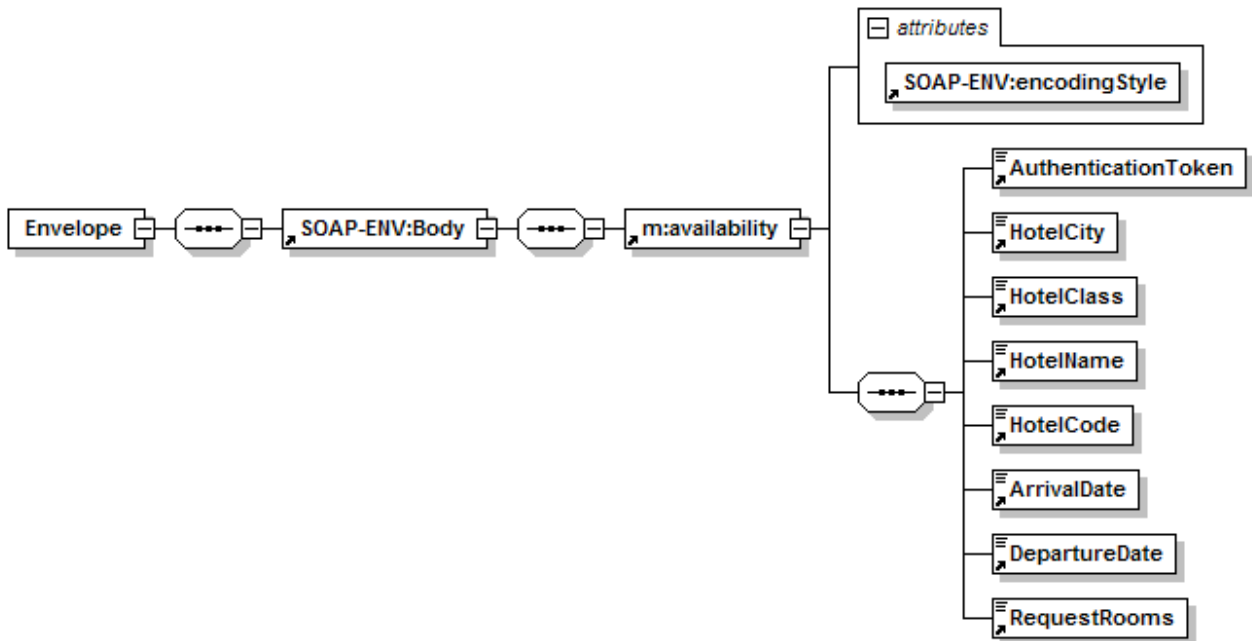 attributes
SOAP-ENV:encodingStyle
AuthenticationToken
Envelope
SOAP-ENV:Body
m:availability
HotelCity
HotelClass
HotelName
HotelCode
ArrivalDate
DepartureDate
RequestRooms